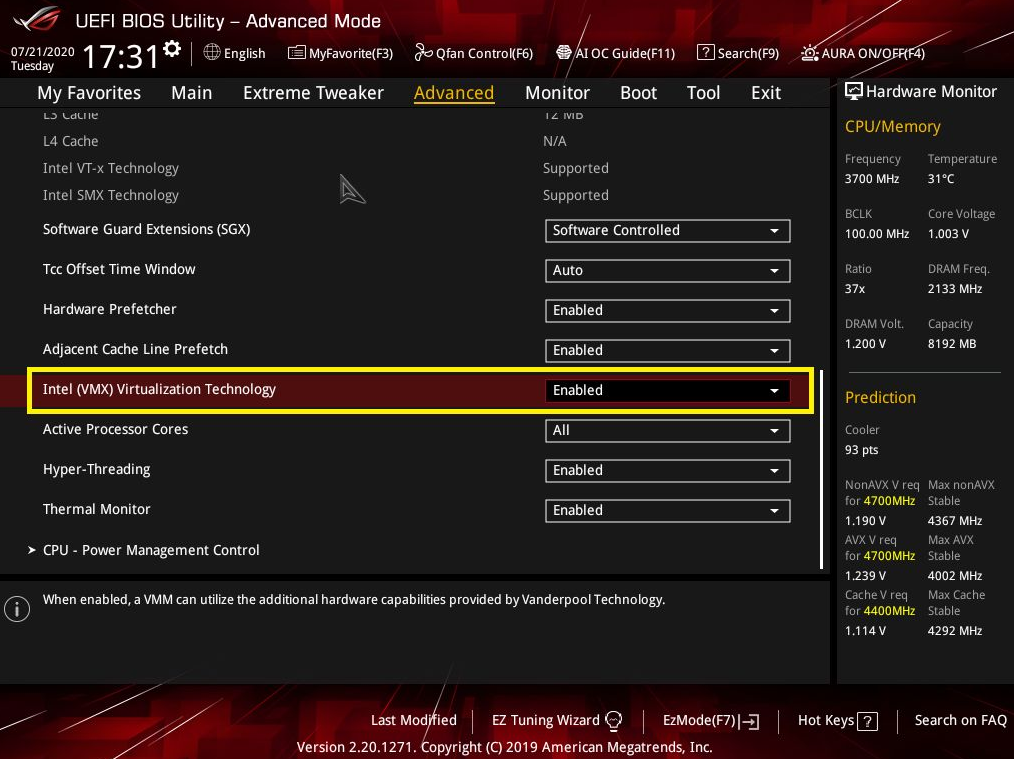 UEFI BIOS Utility – Advanced Mode
07/21/2020
Tuesday
17:31
English
MyFavorite(F3)
Qfan Control(F6)
AI OC Guide(F11)
Search(F9)
AURA ON/OFF(F4)
My Favorites Main Extreme Tweaker Advanced Monitor Boot Tool Exit
L3 Cache 12 MB
L4 Cache N/A
Intel VT-x Technology Supported
Intel SMX Technology Supported
Software Guard Extensions (SGX) Software Controlled
Tcc Offset Time Window Auto
Hardware Prefetcher Enabled
Adjacent Cache Line Prefetch Enabled
Intel (VMX) Virtualization Technology Enabled
Active Processor Cores All
Hyper-Threading Enabled
Thermal Monitor Enabled
CPU - Power Management Control
When enabled, a VMM can utilize the additional hardware capabilities provided by Vanderpool Technology.
Hardware Monitor
CPU/Memory
Frequency Temperature
3700 MHz 31°C
BCLK Core Voltage
100.00 MHz 1.003 V
Ratio DRAM Freq.
37x 2133 MHz
DRAM Volt. Capacity
1.200 V 8192 MB
Prediction
Cooler
93 pts
NonAVX V req Max nonAVX
for 4700MHz Stable
1.190 V 4367 MHz
AVX V req Max AVX
for 4700MHz Stable
1.239 V 4002 MHz
Cache V req Max Cache
for 4400MHz Stable
1.114 V 4292 MHz
Last Modified
EZ Tuning Wizard
EzMode(F7)
Hot Keys ?
Search on FAQ
Version 2.20.1271. Copyright (C) 2019 American Megatrends, Inc.